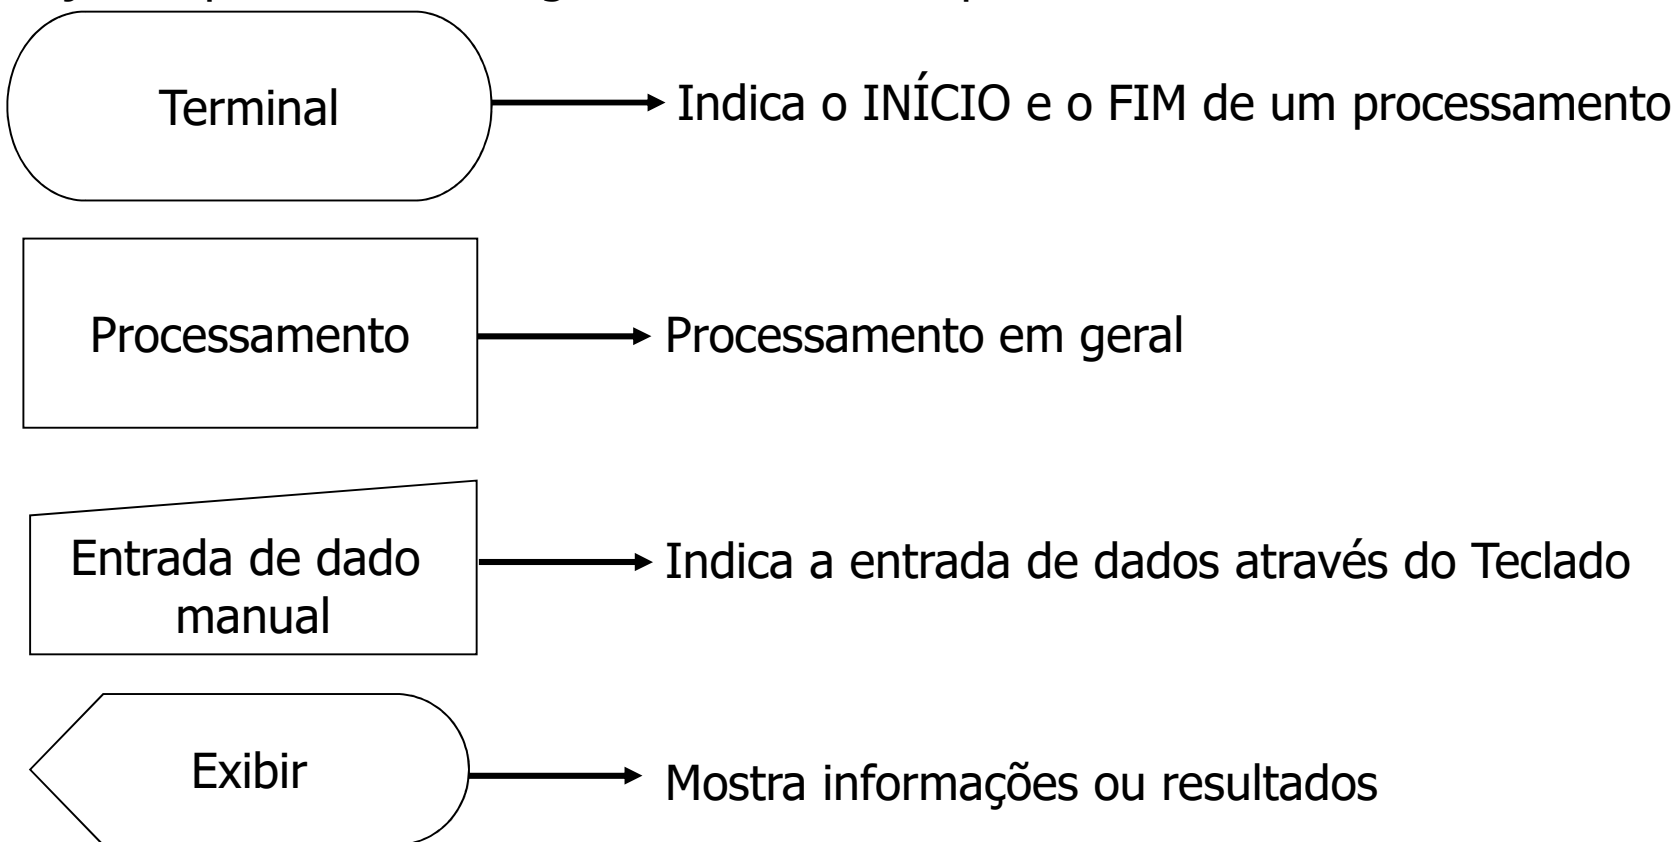 Terminal
Indica o INÍCIO e o FIM de um processamento
Processamento
Processamento em geral
Entrada de dado
manual
Indica a entrada de dados através do Teclado
Exibir
Mostra informações ou resultados